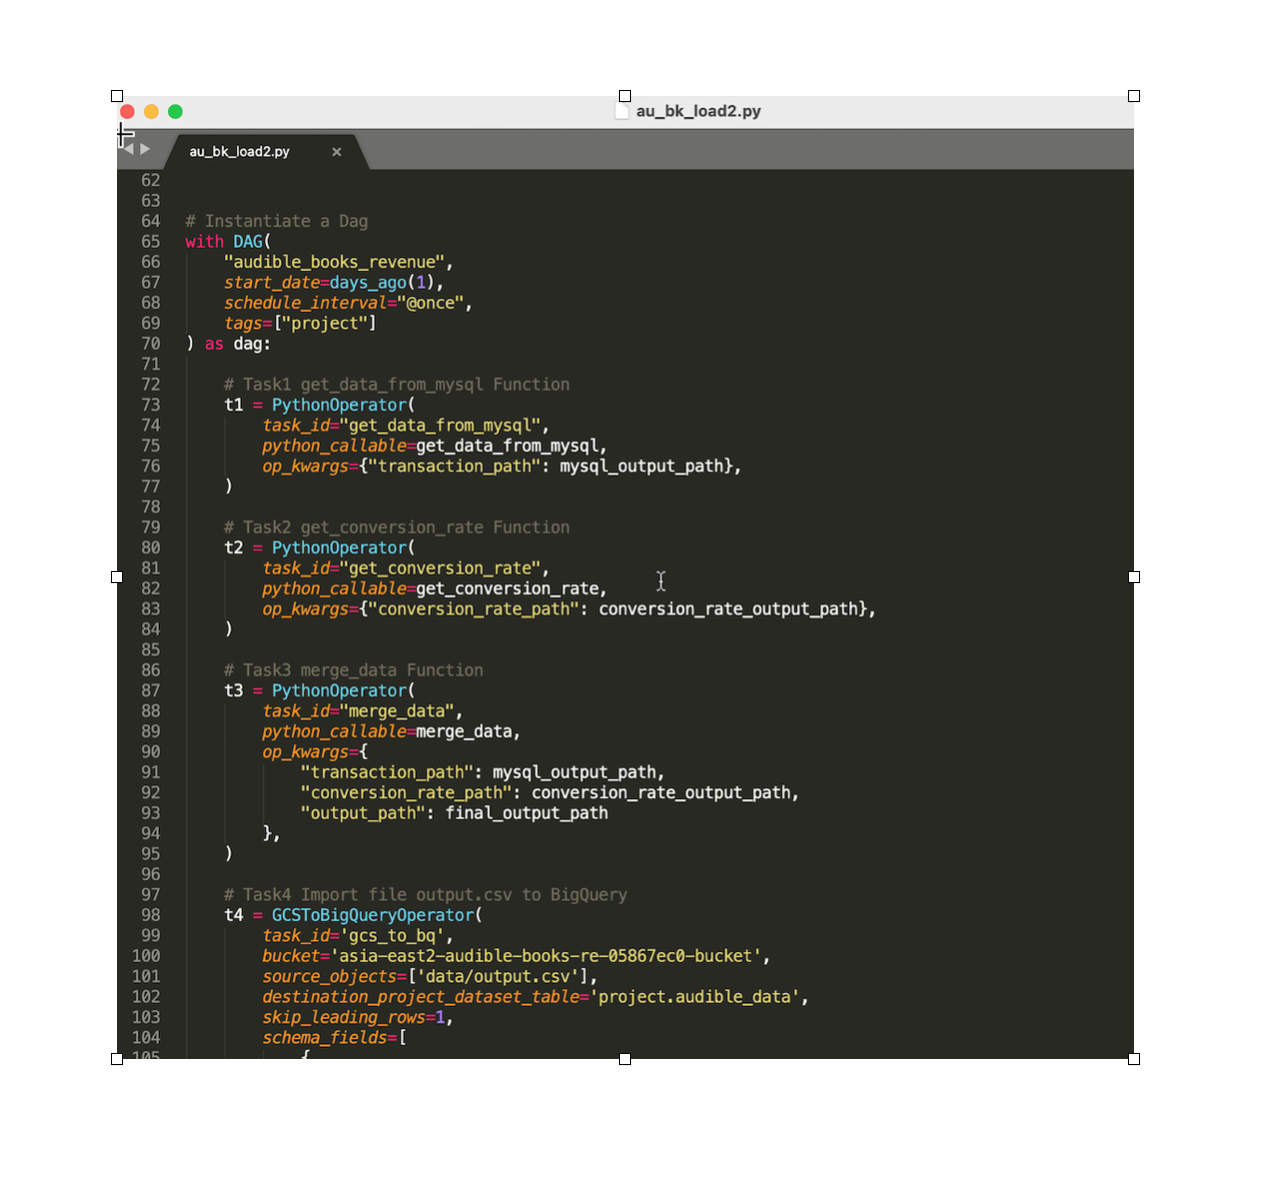 au_bk_load2.py
au_bk_load2.py ×
62
63
64 # Instantiate a Dag
65 with DAG(
66     "audible_books_revenue",
67     start_date=days_ago(1),
68     schedule_interval="@once",
69     tags=["project"]
70 ) as dag:
71
72     # Task1 get_data_from_mysql Function
73     t1 = PythonOperator(
74         task_id="get_data_from_mysql",
75         python_callable=get_data_from_mysql,
76         op_kwargs={"transaction_path": mysql_output_path},
77     )
78
79     # Task2 get_conversion_rate Function
80     t2 = PythonOperator(
81         task_id="get_conversion_rate",
82         python_callable=get_conversion_rate,
83         op_kwargs={"conversion_rate_path": conversion_rate_output_path},
84     )
85
86     # Task3 merge_data Function
87     t3 = PythonOperator(
88         task_id="merge_data",
89         python_callable=merge_data,
90         op_kwargs={
91             "transaction_path": mysql_output_path,
92             "conversion_rate_path": conversion_rate_output_path,
93             "output_path": final_output_path
94         },
95     )
96
97     # Task4 Import file output.csv to BigQuery
98     t4 = GCSToBigQueryOperator(
99         task_id='gcs_to_bq',
100         bucket='asia-east2-audible-books-re-05867ec0-bucket',
101         source_objects=['data/output.csv'],
102         destination_project_dataset_table='project.audible_data',
103         skip_leading_rows=1,
104         schema_fields=[
105             {